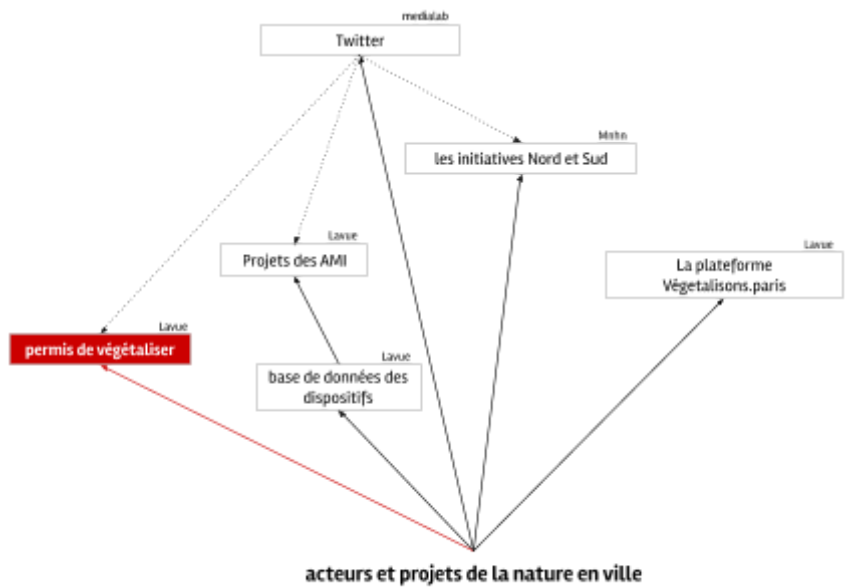 medialab
Twitter
Mnhn
les initiatives Nord et Sud
Lavue
Projets des AMI
Lavue
La plateforme
Végetalisons.paris
Lavue
permis de végétaliser
Lavue
base de données des
dispositifs
acteurs et projets de la nature en ville